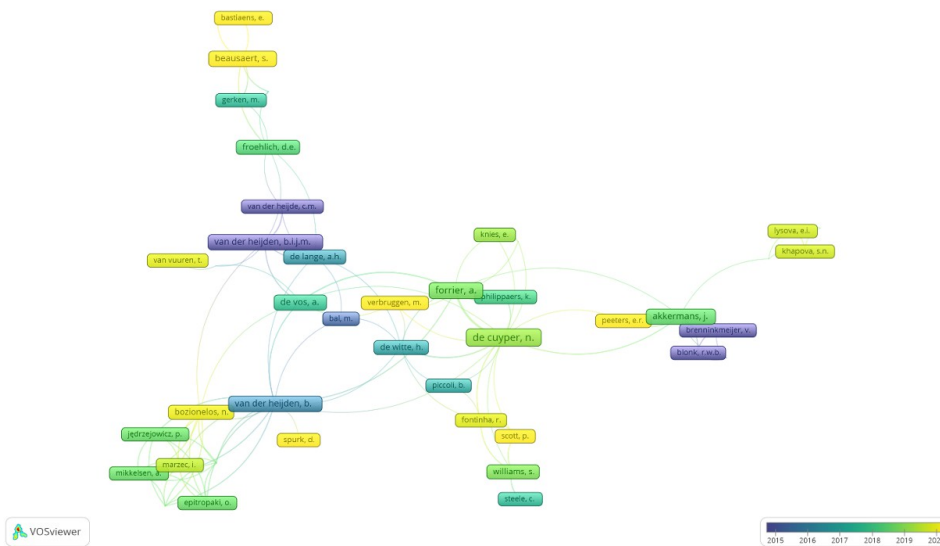 bastiaens, e.
beausaert, s.
gerken, m.
froehlich, d.e.
van der heijde, c.m.
van der heijden, b.i.j.m.
de lange, a.h.
van vuuren, t.
knies, e.
lysova, e.i.
khapova, s.n.
forrier, a.
philippaers, k.
de vos, a.
verbruggen, m.
bal, m.
peeters, e.r.
akkermans, j.
brenninkmeijer, v.
de cuyper, n.
de witte, h.
blonk, r.w.b.
piccoli, b.
van der heijden, b.
bozionelos, n.
fontinha, r.
jędrzejowicz, p.
spurk, d.
scott, p.
marzec, i.
mikkelsen, a.
williams, s.
epitropaki, o.
steele, c.
VOSviewer
2015 2016 2017 2018 2019